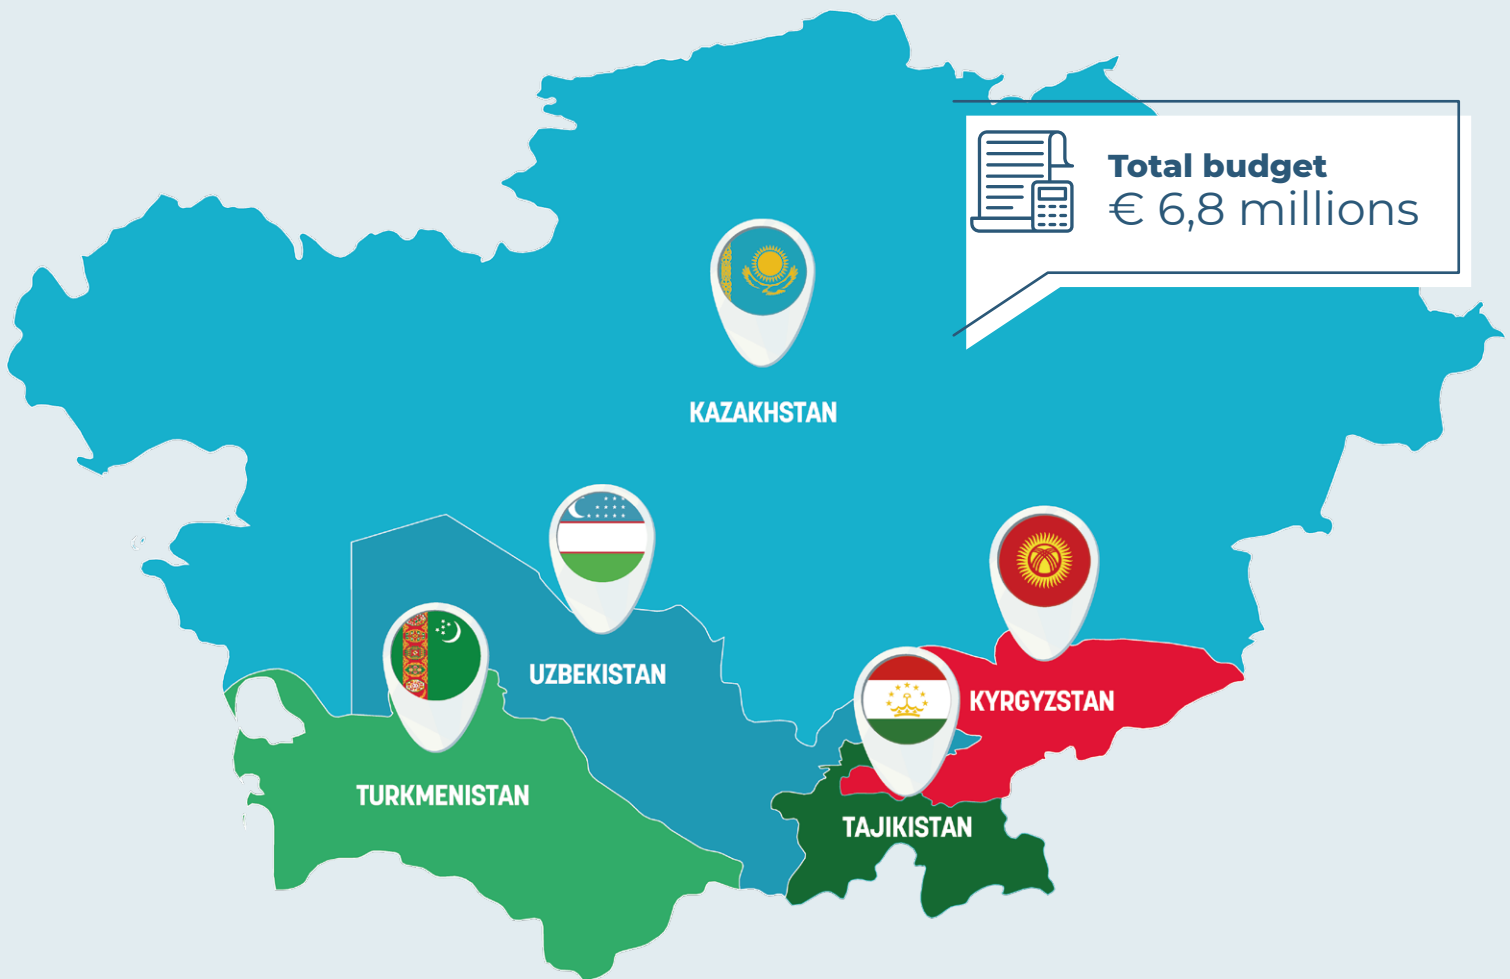 Total budget
€ 6,8 millions
KAZAKHSTAN
UZBEKISTAN
KYRGYZSTAN
TURKMENISTAN
TAJIKISTAN